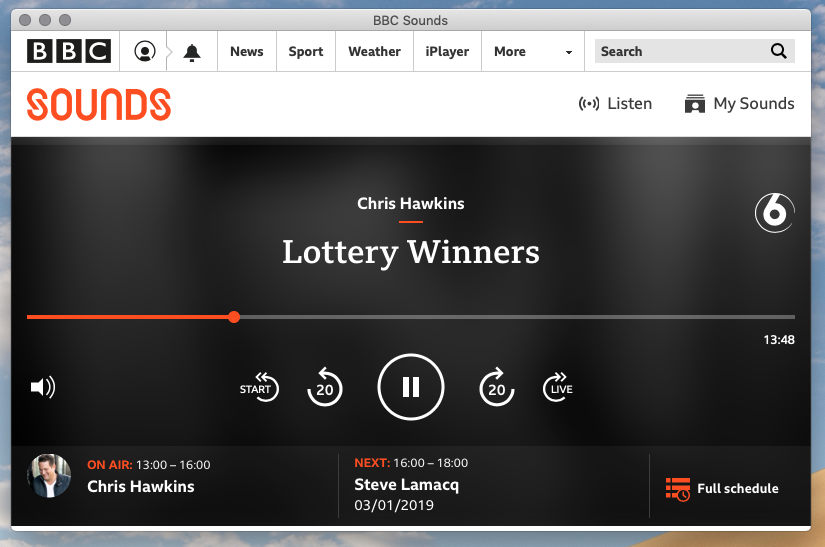 BBC Sounds
BBC News Sport Weather iPlayer More Search
SOUNDS Listen My Sounds
Chris Hawkins
6
Lottery Winners
13:48
START 20 20 LIVE
ON AIR: 13:00 – 16:00
Chris Hawkins
NEXT: 16:00 – 18:00
Steve Lamacq
03/01/2019
Full schedule